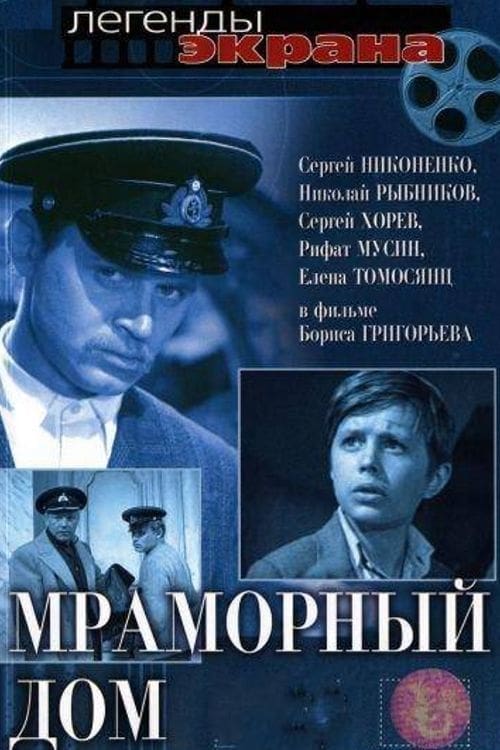 легенды
экрана
Сергей НИКОНЕНКО,
Николай РЫБНИКОВ,
Сергей ХОРЕВ,
Рифат МУСИН,
Елена ТОМОСЯНЦ
в фильме
Бориса ГРИГОРЬЕВА
МРАМОРНЫЙ
ДОМ